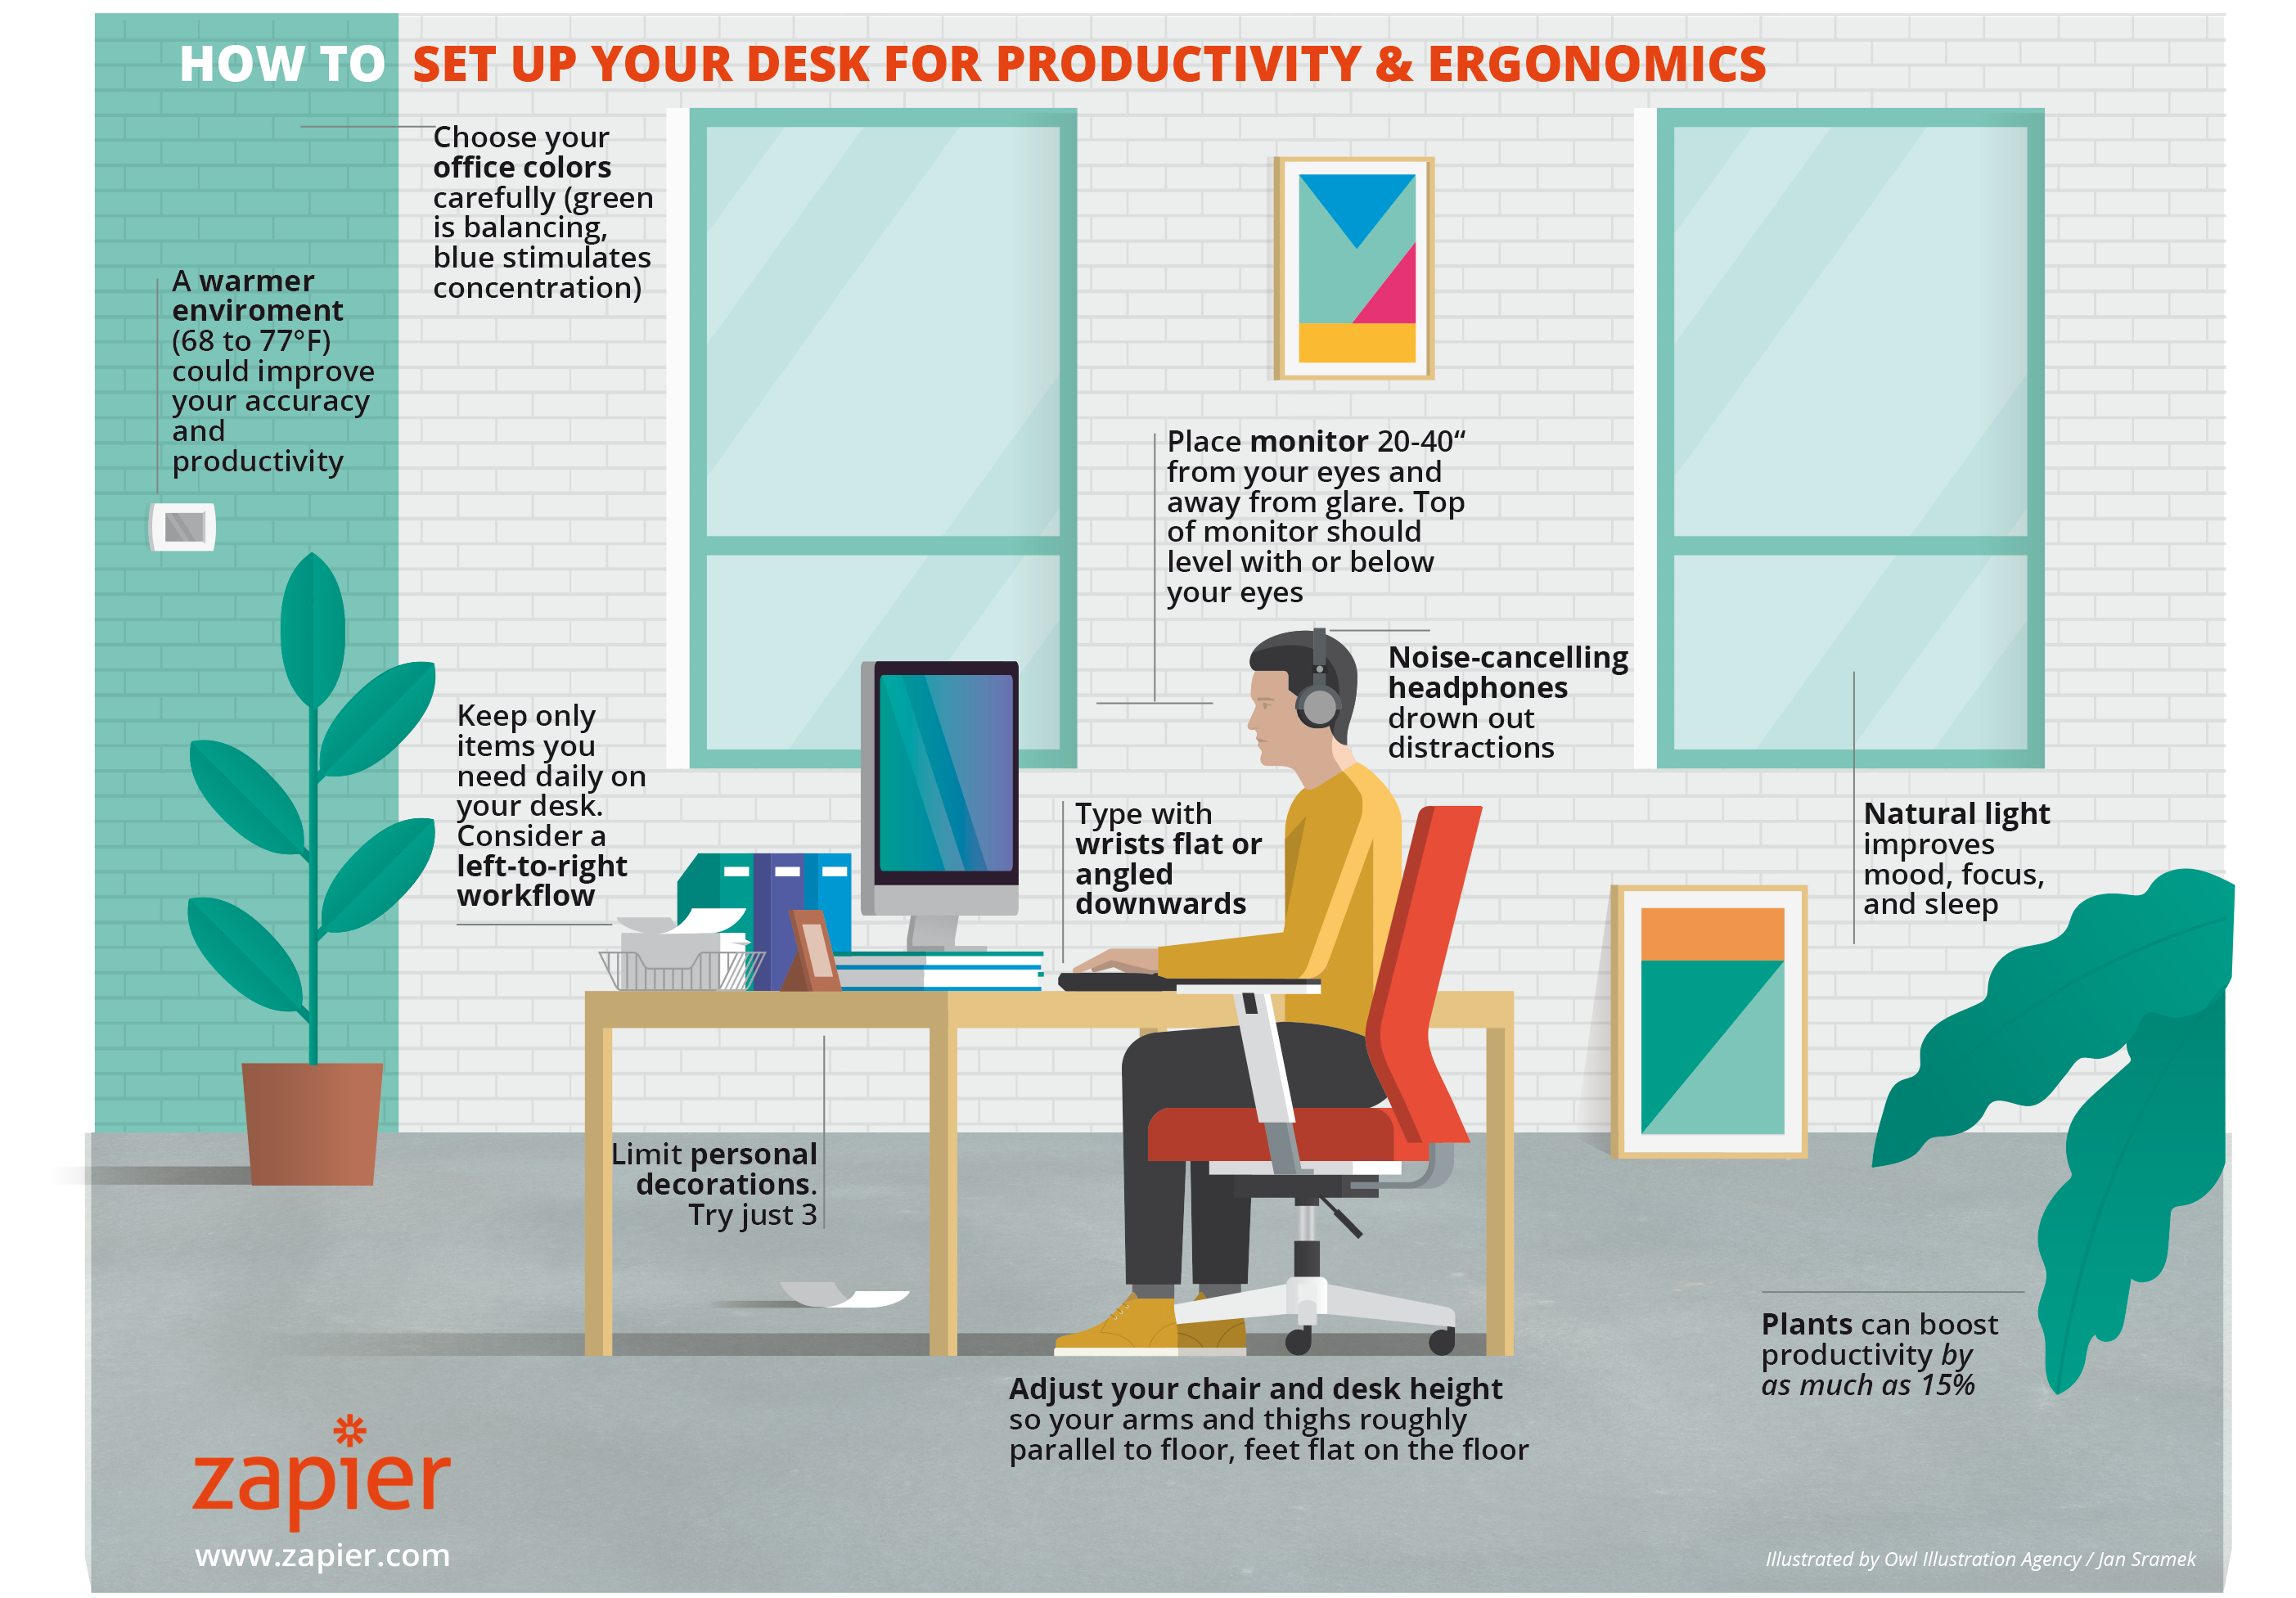 HOW TO SET UP YOUR DESK FOR PRODUCTIVITY & ERGONOMICS
Choose your
office colors
carefully (green
is balancing,
blue stimulates
concentration)
A warmer
enviroment
(68 to 77°F)
could improve
your accuracy
and
productivity
Place monitor 20-40“
from your eyes and
away from glare. Top
of monitor should
level with or below
your eyes
Noise-cancelling
headphones
drown out
distractions
Keep only
items you
need daily on
your desk.
Consider a
left-to-right
workflow
Type with
wrists flat or
angled
downwards
Natural light
improves
mood, focus,
and sleep
Limit personal
decorations.
Try just 3
Plants can boost
productivity by
as much as 15%
Adjust your chair and desk height
so your arms and thighs roughly
parallel to floor, feet flat on the floor
zapier
www.zapier.com
Illustrated by Owl Illustration Agency / Jan Sramek